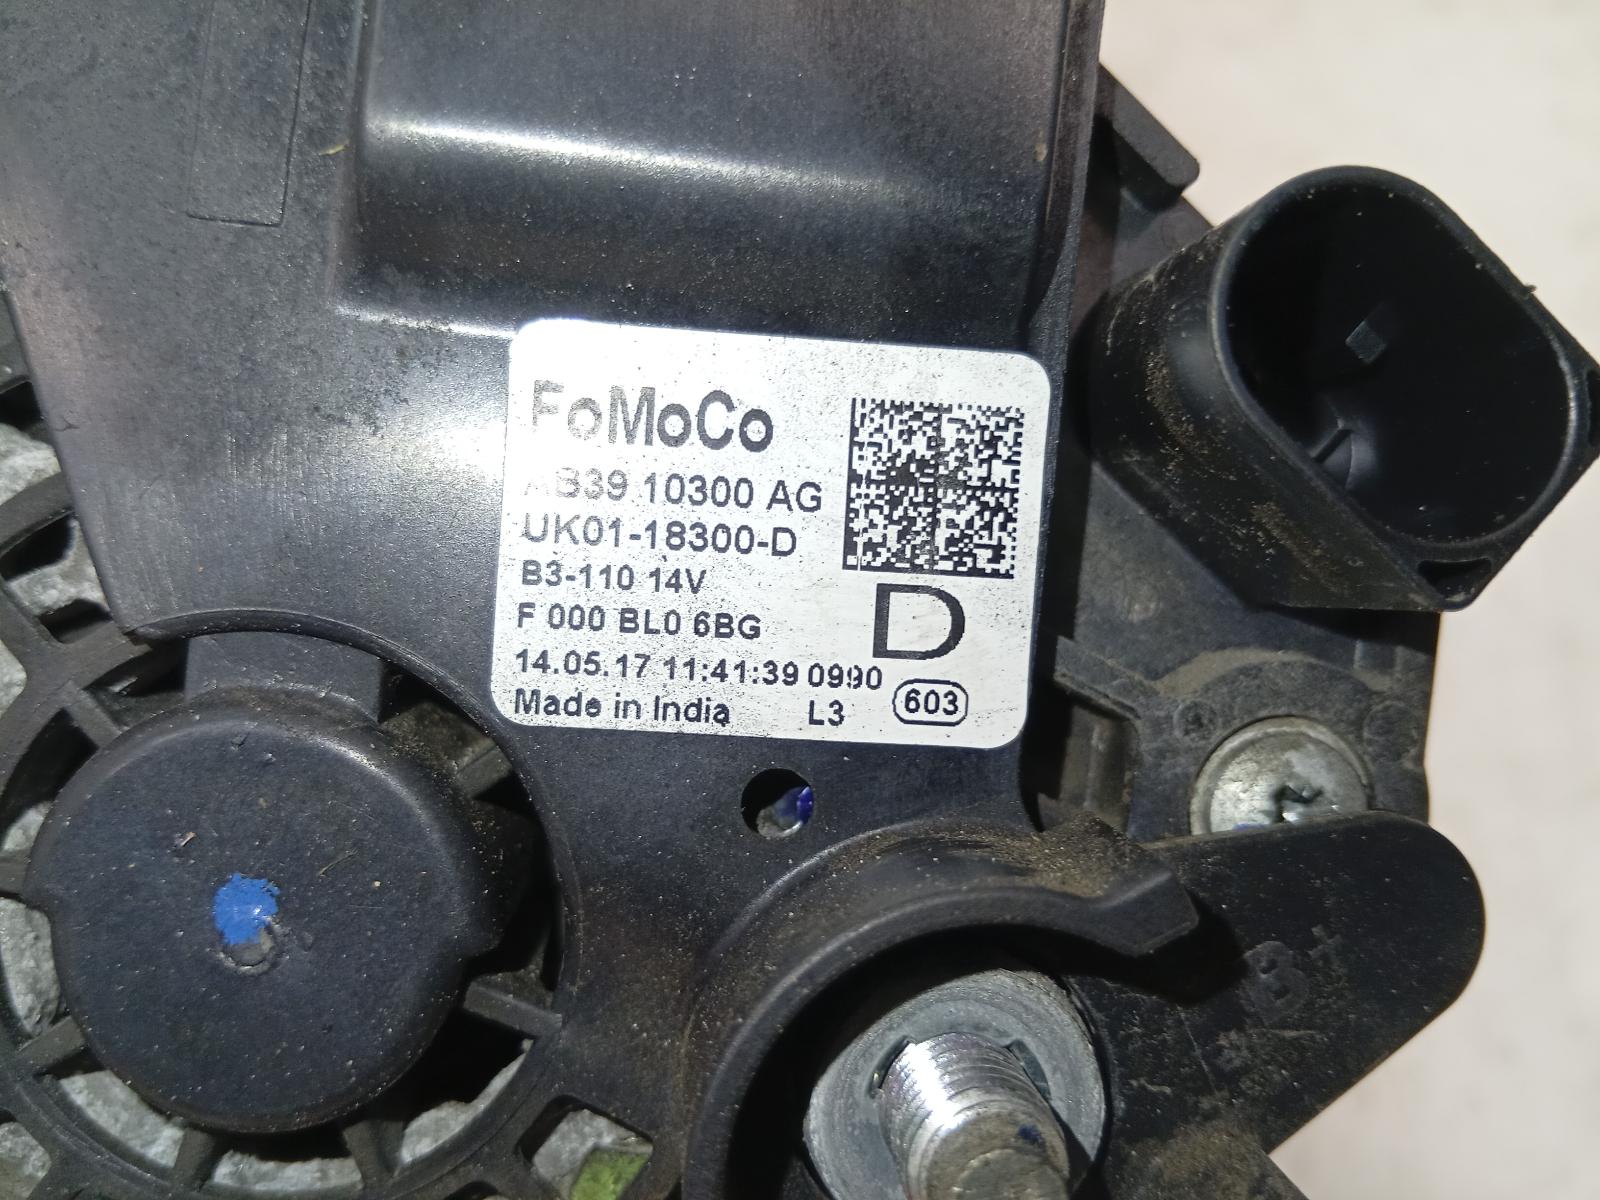 FoMoCo
AB39 10300 AG
UK01-18300-D
B3-110 14V
F 000 BL0 6BG
D
14.05.17 11:41:39 0990
Made in India L3 603
B+